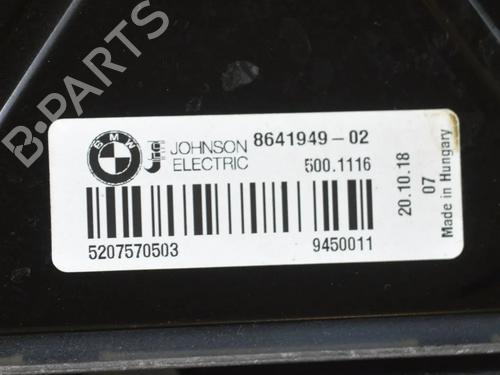 B-PARTS
BMW
JOHNSON 8641949-02
ELECTRIC 500.1116
5207570503 9450011
20.10.18
07
Made in Hungary